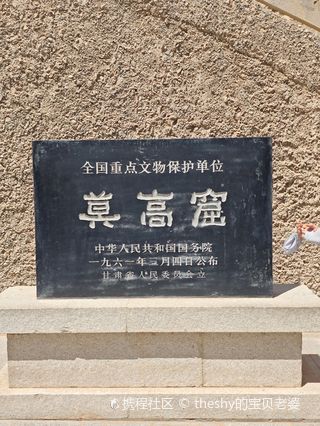 全国重点文物保护单位
莫高窟
中华人民共和国国务院
一九六一年三月四日公布
甘肃省人民委员会立
携程社区 © theshy的宝贝老婆